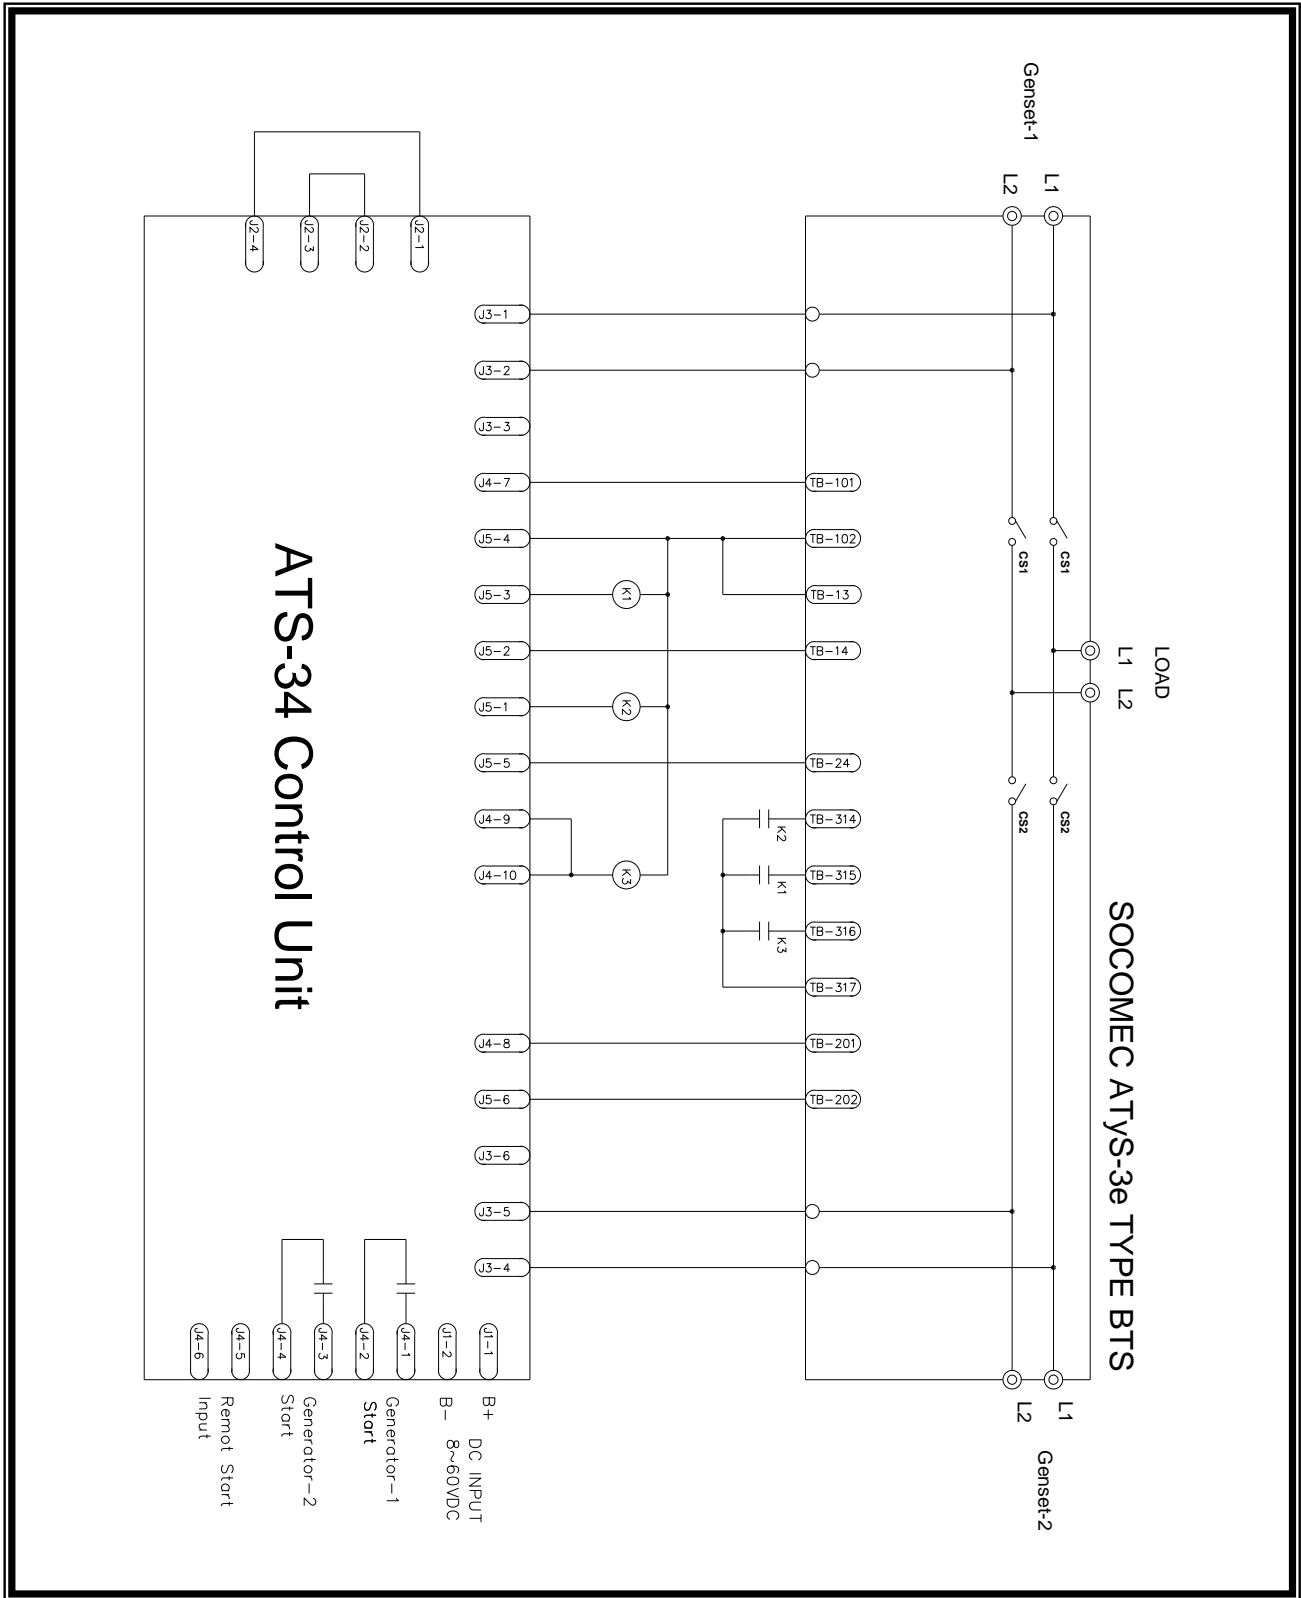 SOCOMEC ATyS-3e TYPE BTS
LOAD
L1 L2
Genset-1
L1
L2
CS1
CS1
CS2
CS2
L1
L2
Genset-2
TB-101
TB-102
TB-13
TB-14
TB-24
TB-314
TB-315
TB-316
TB-317
TB-201
TB-202
K2
K1
K3
K1
K2
K3
J3-1
J3-2
J3-3
J4-7
J5-4
J5-3
J5-2
J5-1
J5-5
J4-9
J4-10
J4-8
J5-6
J3-6
J3-5
J3-4
J2-1
J2-2
J2-3
J2-4
ATS-34 Control Unit
J1-1
B+
DC INPUT
J1-2
B-
8~60VDC
J4-1
Generator-1
J4-2
Start
J4-3
Generator-2
J4-4
Start
J4-5
Remot Start
J4-6
Input